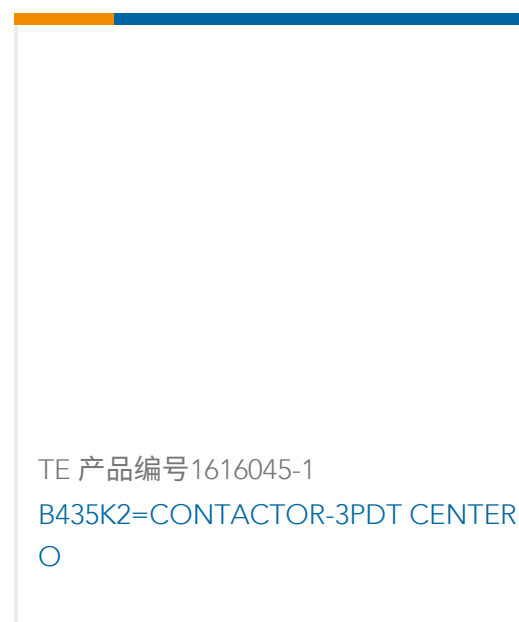 TE 产品编号1616045-1
B435K2=CONTACTOR-3PDT CENTER
O